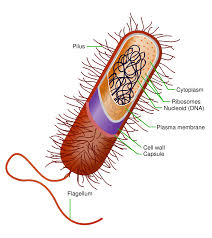 Pilus
Cytoplasm
Ribosomes
Nucleoid (DNA)
Plasma membrane
Cell wall
Capsule
Flagellum